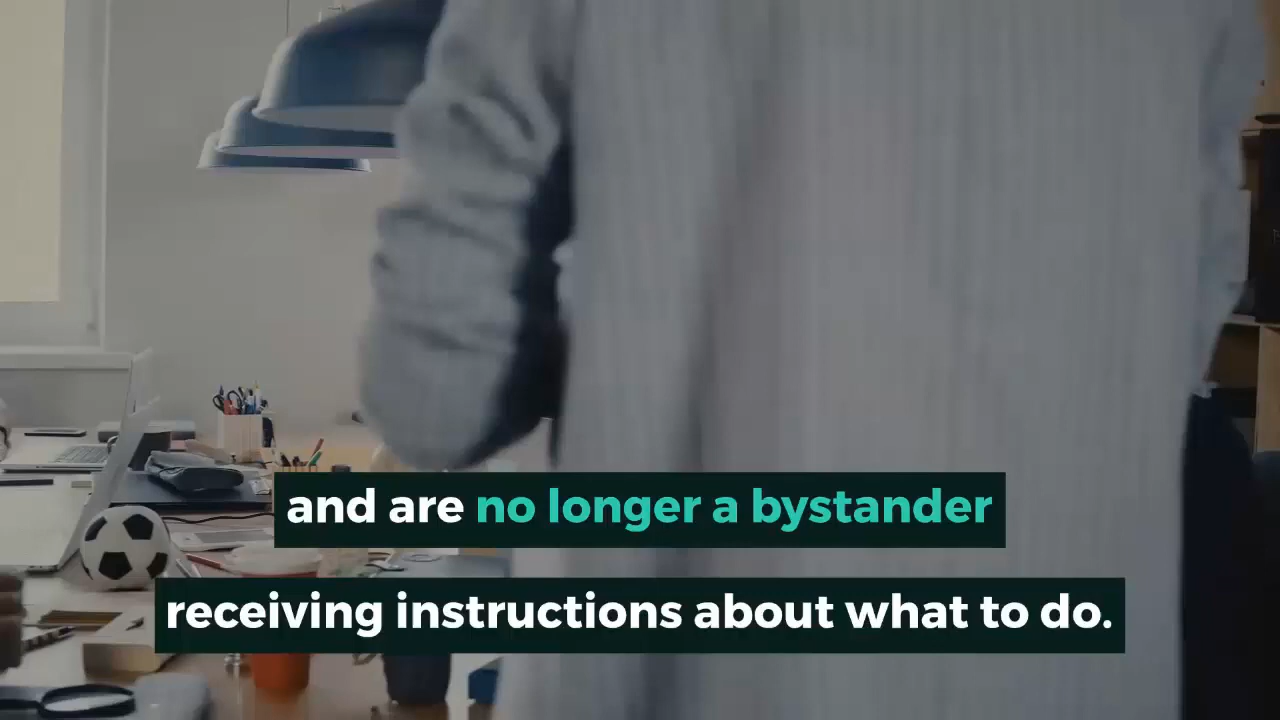 and are no longer a bystander
receiving instructions about what to do.